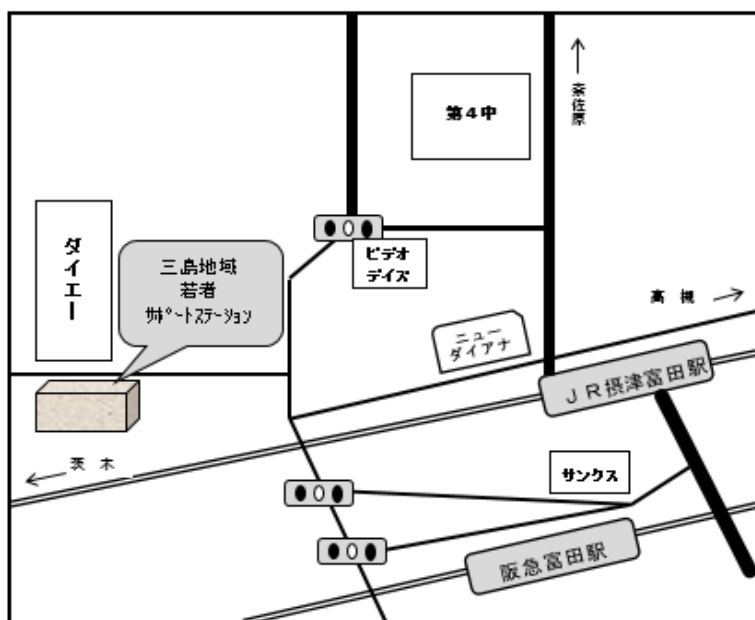 奈佐原
第４中
ビデオ
デイズ
ダイエー
三島地域
若者
ｻﾎﾟｰﾄｽﾃｰｼｮﾝ
高 槻
ニュー
ダイアナ
ＪＲ摂津富田駅
茨 木
サンクス
阪急富田駅